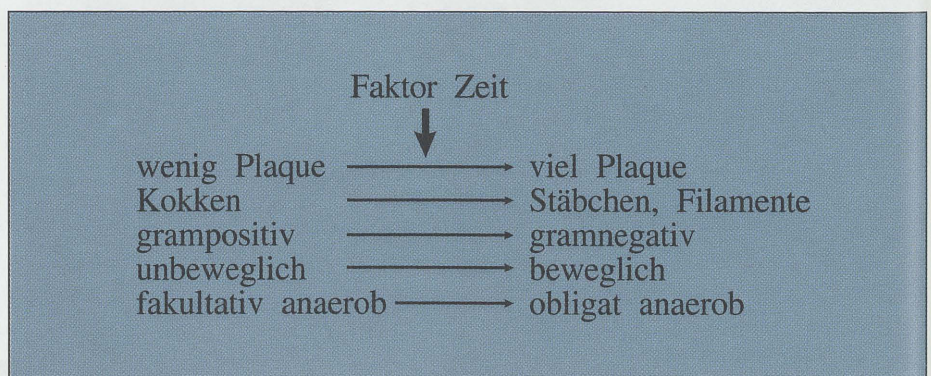 Faktor Zeit
wenig Plaque viel Plaque
Kokken Stäbchen, Filamente
grampositiv gramnegativ
unbeweglich beweglich
fakultativ anaerob obligat anaerob